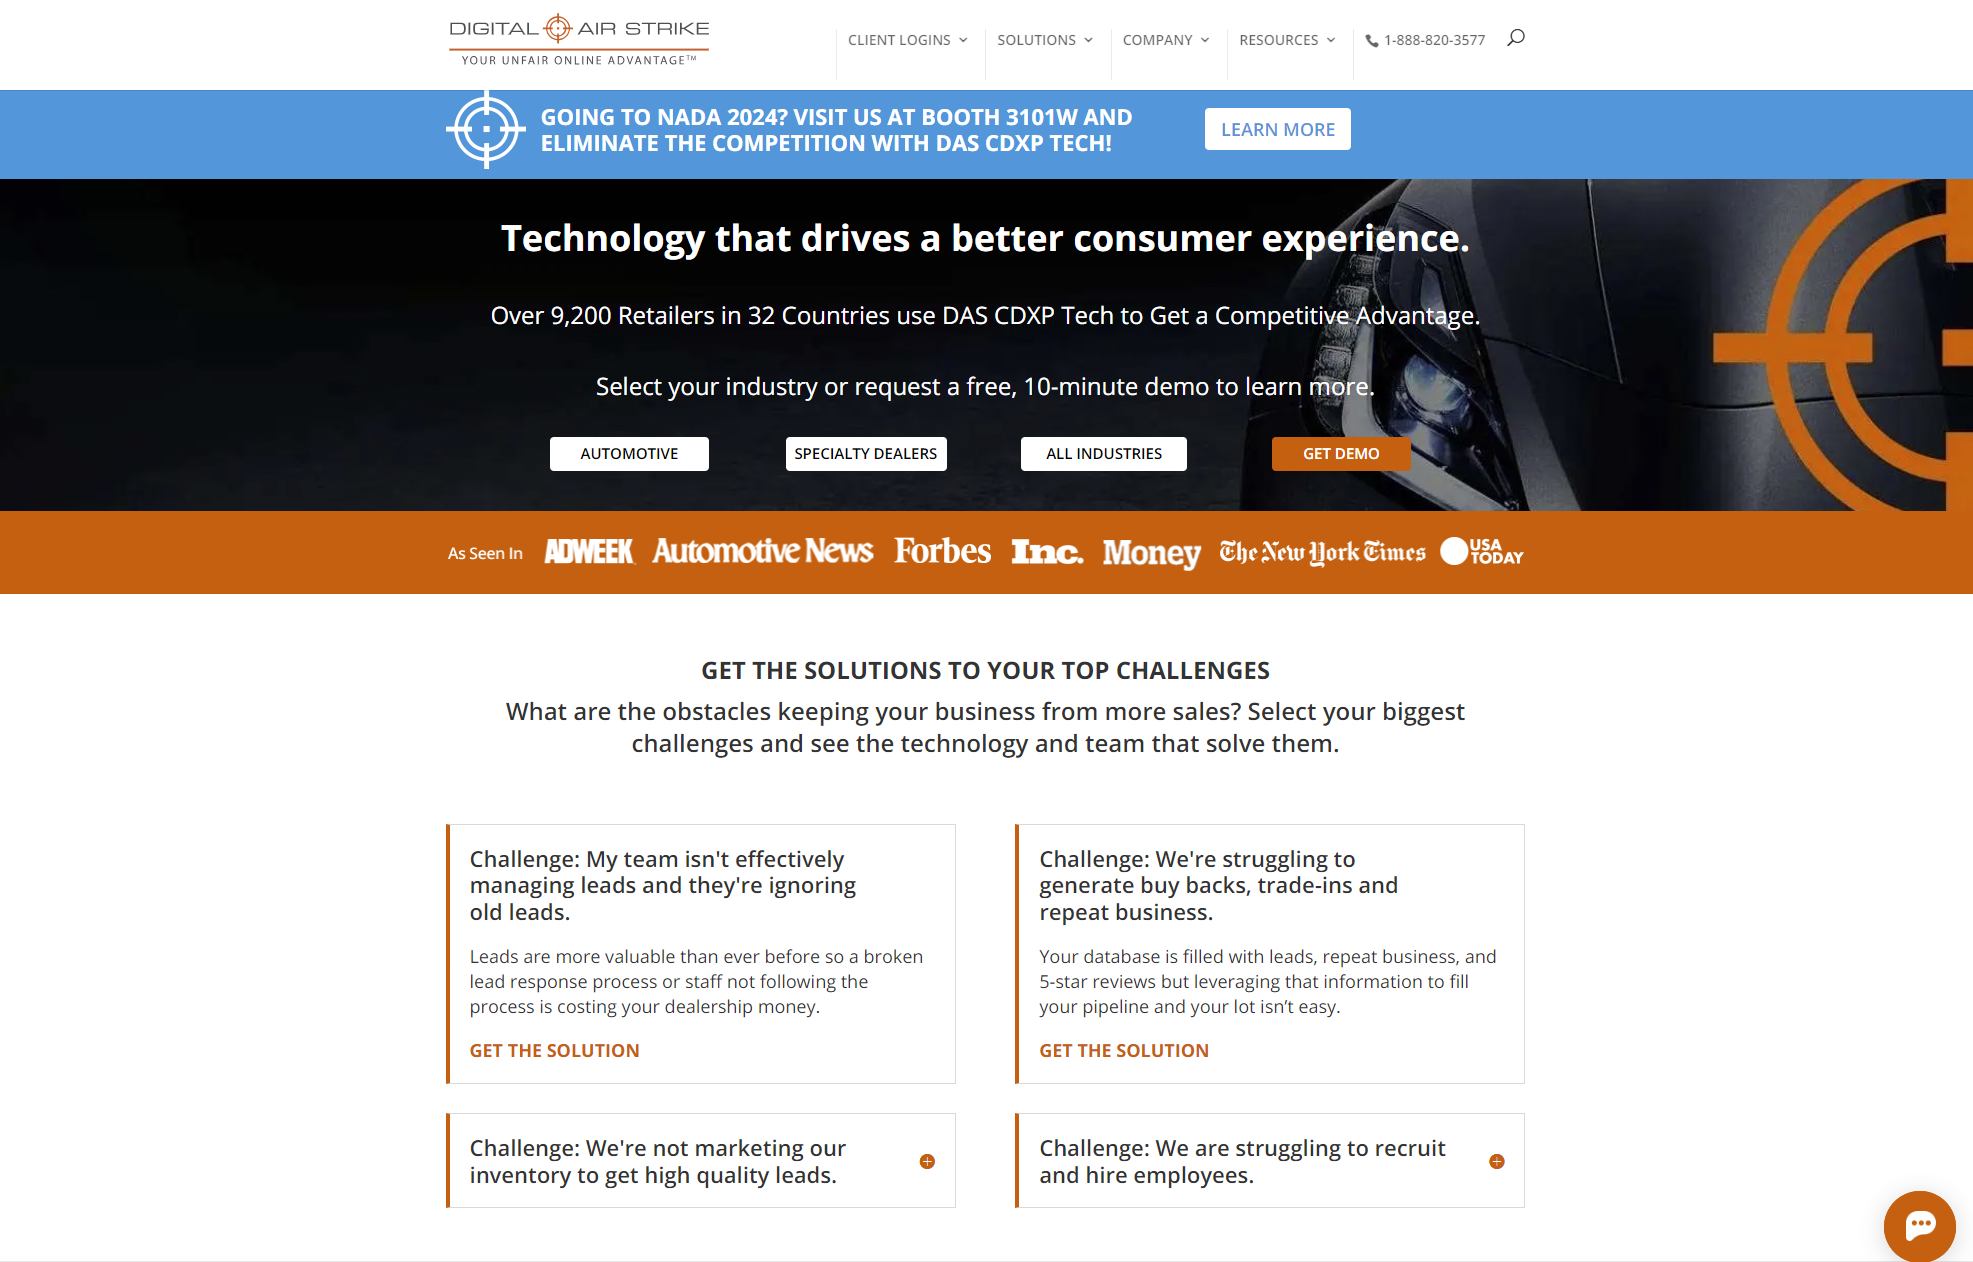 DIGITAL AIR STRIKE
YOUR UNFAIR ONLINE ADVANTAGE™
CLIENT LOGINS
SOLUTIONS
COMPANY
RESOURCES
1-888-820-3577
GOING TO NADA 2024? VISIT US AT BOOTH 3101W AND
ELIMINATE THE COMPETITION WITH DAS CDXP TECH!
LEARN MORE
Technology that drives a better consumer experience.
Over 9,200 Retailers in 32 Countries use DAS CDXP Tech to Get a Competitive Advantage.
Select your industry or request a free, 10-minute demo to learn more.
AUTOMOTIVE
SPECIALTY DEALERS
ALL INDUSTRIES
GET DEMO
As Seen In
ADWEEK
Automotive News
Forbes
Inc.
Money
The New York Times
USA
TODAY
GET THE SOLUTIONS TO YOUR TOP CHALLENGES
What are the obstacles keeping your business from more sales? Select your biggest
challenges and see the technology and team that solve them.
Challenge: My team isn't effectively
managing leads and they're ignoring
old leads.
Leads are more valuable than ever before so a broken
lead response process or staff not following the
process is costing your dealership money.
GET THE SOLUTION
Challenge: We're struggling to
generate buy backs, trade-ins and
repeat business.
Your database is filled with leads, repeat business, and
5-star reviews but leveraging that information to fill
your pipeline and your lot isn’t easy.
GET THE SOLUTION
Challenge: We're not marketing our
inventory to get high quality leads.
Challenge: We are struggling to recruit
and hire employees.